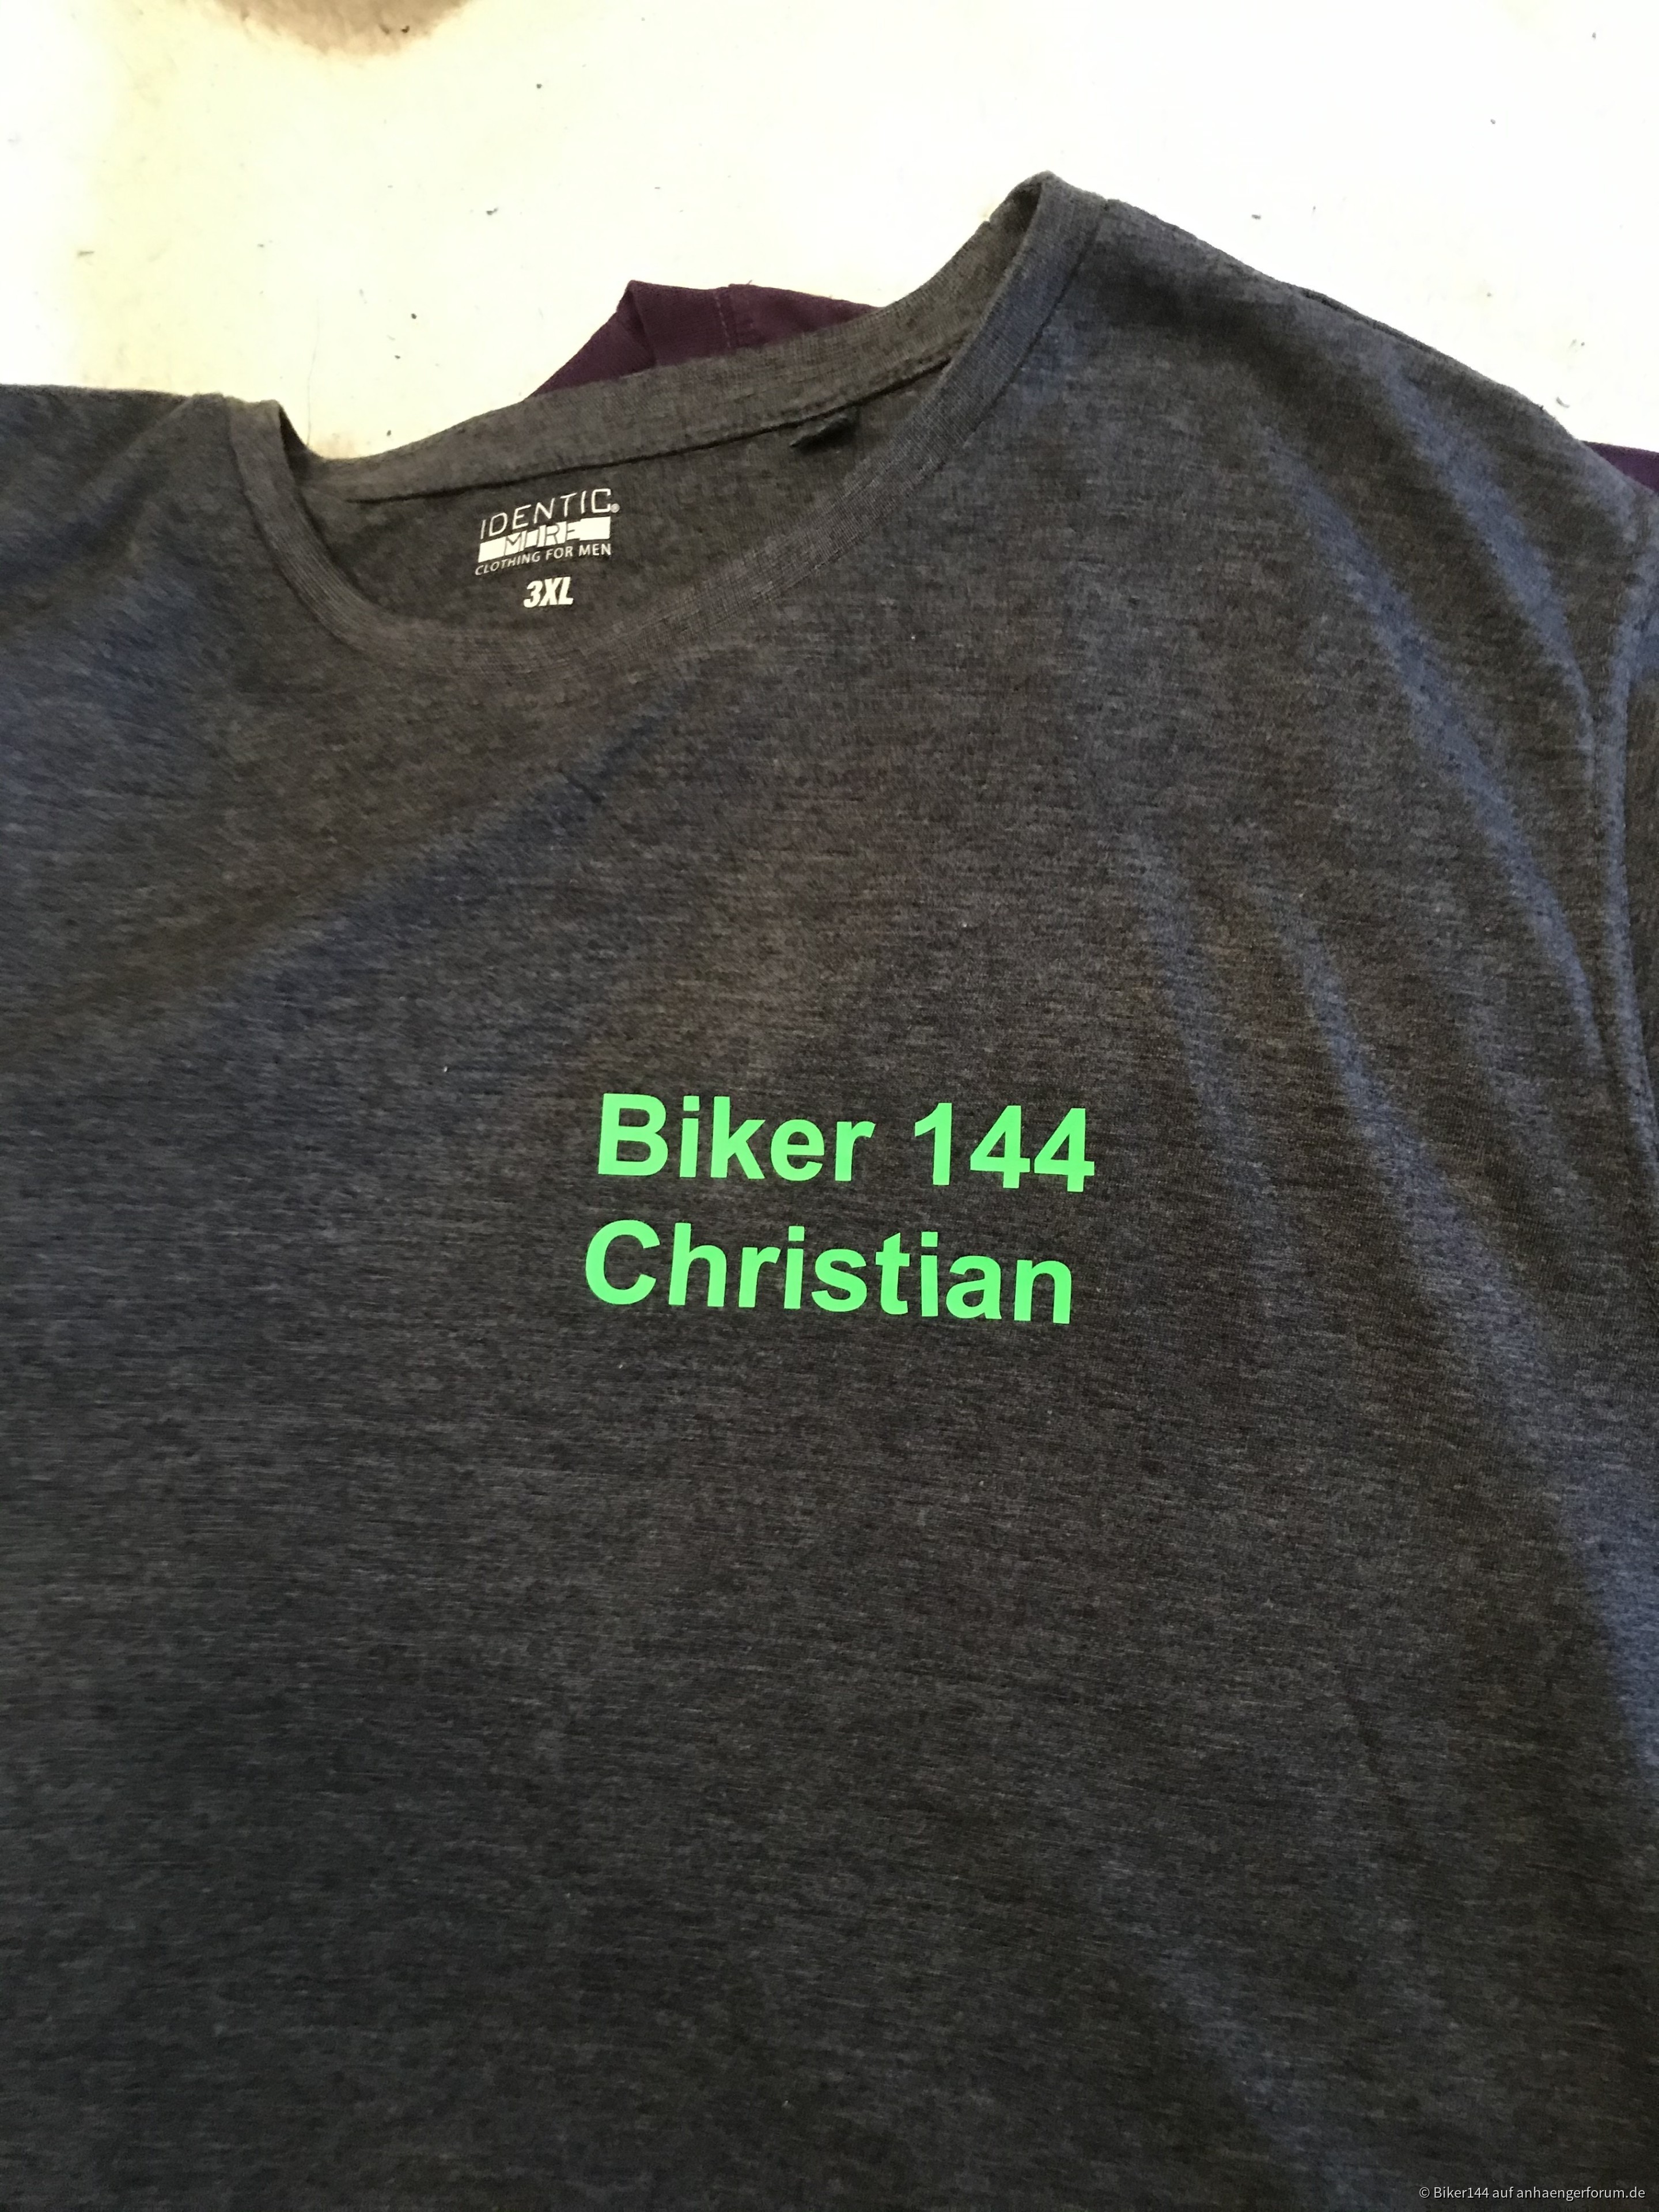 IDENTIC®
MORE
CLOTHING FOR MEN
3XL
Biker 144
Christian
© Biker144 auf anhaengerforum.de